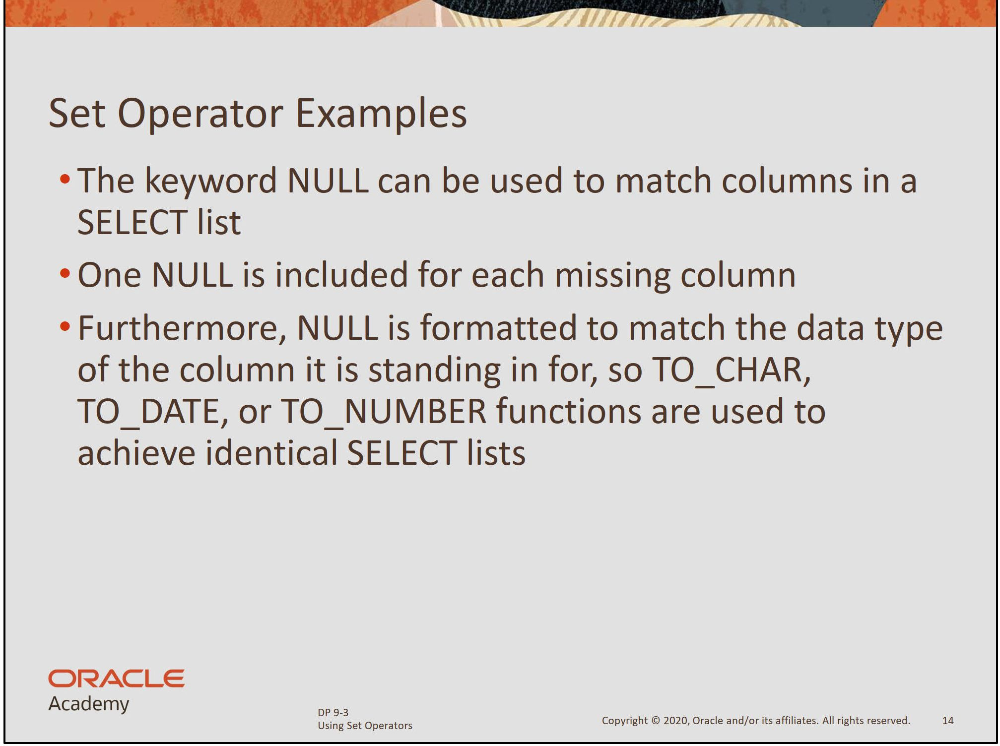 Set Operator Examples
• The keyword NULL can be used to match columns in a
SELECT list
• One NULL is included for each missing column
• Furthermore, NULL is formatted to match the data type
of the column it is standing in for, so TO_CHAR,
TO_DATE, or TO_NUMBER functions are used to
achieve identical SELECT lists
ORACLE
Academy
DP 9-3
Using Set Operators
Copyright © 2020, Oracle and/or its affiliates. All rights reserved.
14